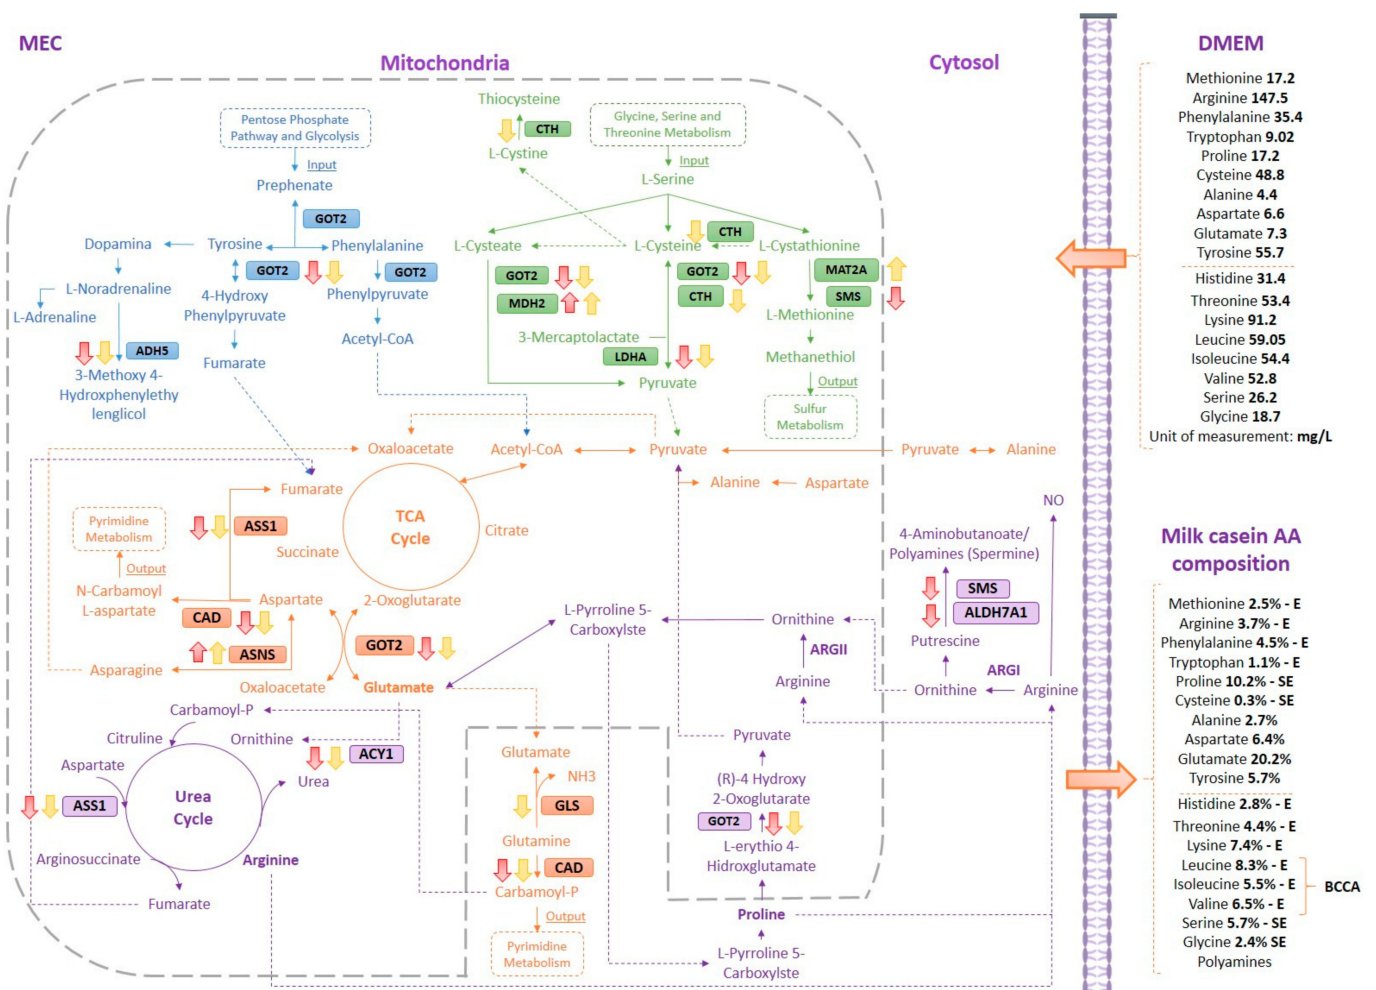 MEC
Mitochondria
Cytosol
DMEM
Pentose Phosphate
Pathway and Glycolysis
Input
Prephenate
GOT2
Dopamina
Tyrosine
Phenylalanine
GOT2
GOT2
L-Noradrenaline
L-Adrenaline
4-Hydroxy
Phenylpyruvate
Phenylpyruvate
Acetyl-CoA
Fumarate
ADH5
3-Methoxy 4-
Hydroxphenylethy
lenglicol
Thiocysteine
CTH
L-Cystine
Glycine, Serine and
Threonine Metabolism
Input
L-Serine
L-Cysteate
L-Cysteine
CTH
L-Cystathionine
GOT2
MDH2
GOT2
CTH
MAT2A
SMS
L-Methionine
3-Mercaptolactate
LDHA
Pyruvate
Methanethiol
Output
Sulfur
Metabolism
Oxaloacetate
Acetyl-CoA
Pyruvate
Pyruvate
Alanine
Alanine
Aspartate
Fumarate
TCA
Cycle
Citrate
Succinate
2-Oxoglutarate
ASS1
Pyrimidine
Metabolism
Output
N-Carbamoyl
L-aspartate
Aspartate
CAD
ASNS
Asparagine
GOT2
Oxaloacetate
Glutamate
L-Pyrroline 5-
Carboxylste
Ornithine
ARGII
Arginine
NO
4-Aminobutanoate/
Polyamines (Spermine)
SMS
ALDH7A1
Putrescine
ARGI
Ornithine
Arginine
Carbamoyl-P
Citruline
Ornithine
Aspartate
ACY1
Urea
ASS1
Urea
Cycle
Arginosuccinate
Arginine
Fumarate
Glutamate
NH3
GLS
Glutamine
CAD
Carbamoyl-P
Output
Pyrimidine
Metabolism
Pyruvate
(R)-4 Hydroxy
2-Oxoglutarate
GOT2
L-erythio 4-
Hidroxglutamate
Proline
L-Pyrroline 5-
Carboxylste
Methionine 17.2
Arginine 147.5
Phenylalanine 35.4
Tryptophan 9.02
Proline 17.2
Cysteine 48.8
Alanine 4.4
Aspartate 6.6
Glutamate 7.3
Tyrosine 55.7
Histidine 31.4
Threonine 53.4
Lysine 91.2
Leucine 59.05
Isoleucine 54.4
Valine 52.8
Serine 26.2
Glycine 18.7
Unit of measurement: mg/L
Milk casein AA
composition
Methionine 2.5% - E
Arginine 3.7% - E
Phenylalanine 4.5% - E
Tryptophan 1.1% - E
Proline 10.2% - SE
Cysteine 0.3% - SE
Alanine 2.7%
Aspartate 6.4%
Glutamate 20.2%
Tyrosine 5.7%
Histidine 2.8% - E
Threonine 4.4% - E
Lysine 7.4% - E
Leucine 8.3% - E
Isoleucine 5.5% - E
Valine 6.5% - E
BCCA
Serine 5.7% - SE
Glycine 2.4% SE
Polyamines